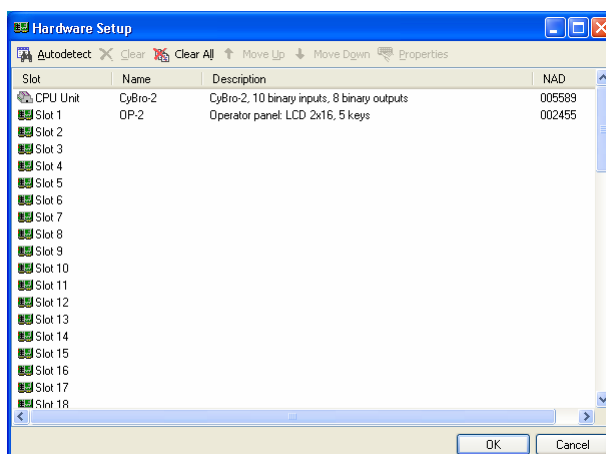 Hardware Setup
Autodetect Clear Clear All Move Up Move Down Properties
Slot Name Description NAD
CPU Unit CyBro-2 CyBro-2, 10 binary inputs, 8 binary outputs 005589
Slot 1 OP-2 Operator panel: LCD 2x16, 5 keys 002455
Slot 2
Slot 3
Slot 4
Slot 5
Slot 6
Slot 7
Slot 8
Slot 9
Slot 10
Slot 11
Slot 12
Slot 13
Slot 14
Slot 15
Slot 16
Slot 17
Slot 18
OK Cancel